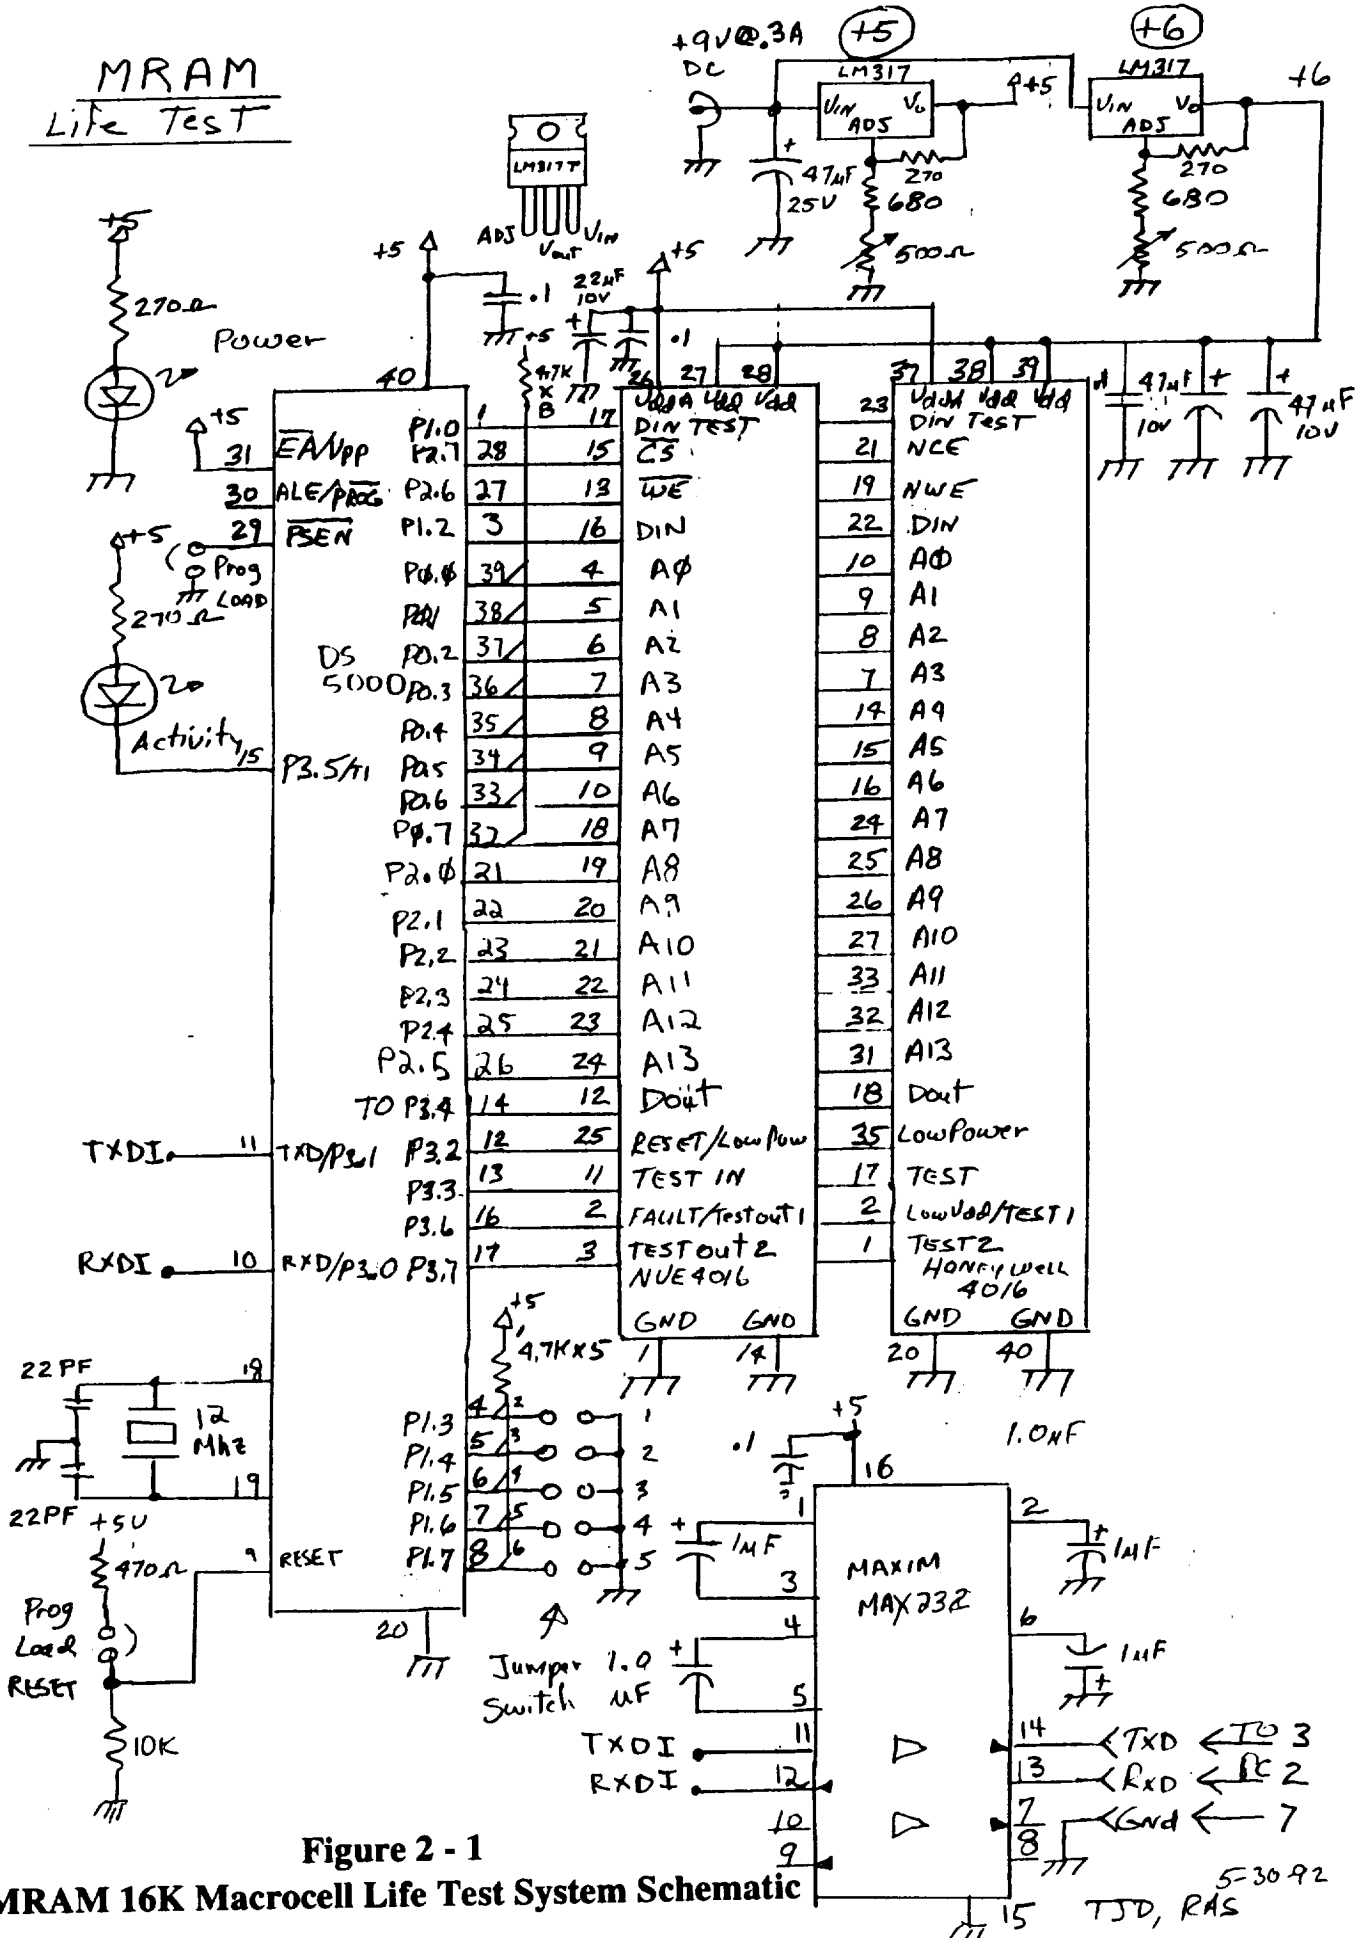 MRAM
Life Test
+9V@.3A
DC
+5
LM317
VIN
Vo
ADJ
+5
47µF
25V
270
680
500Ω
+6
LM317
VIN
Vo
ADJ
+6
270
680
500Ω
LM317T
ADJ
Vout
VIN
+5
270Ω
Power
+5
.1
22µF
10V
+5
.1
+5
4.7K
X
8
+5
31 EA/Vpp
30 ALE/PROG
29 PSEN
Prog
LOAD
+5
270Ω
Activity
15 P3.5/T1
DS
5000
40
P1.0 1 17 DIN TEST 23 DIN TEST
P2.7 28 15 CS 21 NCE
P2.6 27 13 WE 19 NWE
P1.2 3 16 DIN 22 DIN
PØ.Ø 39 4 AØ 10 AØ
P0.1 38 5 A1 9 A1
P0.2 37 6 A2 8 A2
P0.3 36 7 A3 7 A3
P0.4 35 8 A4 14 A4
P0.5 34 9 A5 15 A5
P0.6 33 10 A6 16 A6
PØ.7 32 18 A7 24 A7
P2.Ø 21 19 A8 25 A8
P2.1 22 20 A9 26 A9
P2.2 23 21 A10 27 A10
P2.3 24 22 A11 33 A11
P2.4 25 23 A12 32 A12
P2.5 26 24 A13 31 A13
TO P3.4 14 12 Dout 18 Dout
P3.2 12 25 RESET/Low Pow 35 LowPower
P3.3 13 11 TEST IN 17 TEST
P3.6 16 2 FAULT/Testout1 2 LowVdd/TEST1
P3.7 17 3 TESTout2 1 TEST2
26 27 28
VddA Vdd Vdd
37 38 39
VddA Vdd Vdd
.1
47µF
10V
47µF
10V
NVE4016
HONEYWELL
4016
GND GND
1 14
GND GND
20 40
TXDI 11 TXD/P3.1
RXDI 10 RXD/P3.0
22PF
18
12
Mhz
19
22PF
+5V
470Ω
9 RESET
Prog
Load
RESET
10K
20
+5
1
4.7K X 5
P1.3 4 2 1
P1.4 5 3 2
P1.5 6 4 3
P1.6 7 5 4
P1.7 8 6 5
Jumper
Switch
+5
.1
16
1.0µF
MAXIM
MAX232
1
1µF
3
4
1.0
µF
5
2
1µF
6
1µF
TXDI 11
RXDI 12
10
9
14 TXD TO 3
13 RXD PC 2
7 Gnd 7
8
15
5-30-92
TJD, RAS
Figure 2 - 1
MRAM 16K Macrocell Life Test System Schematic